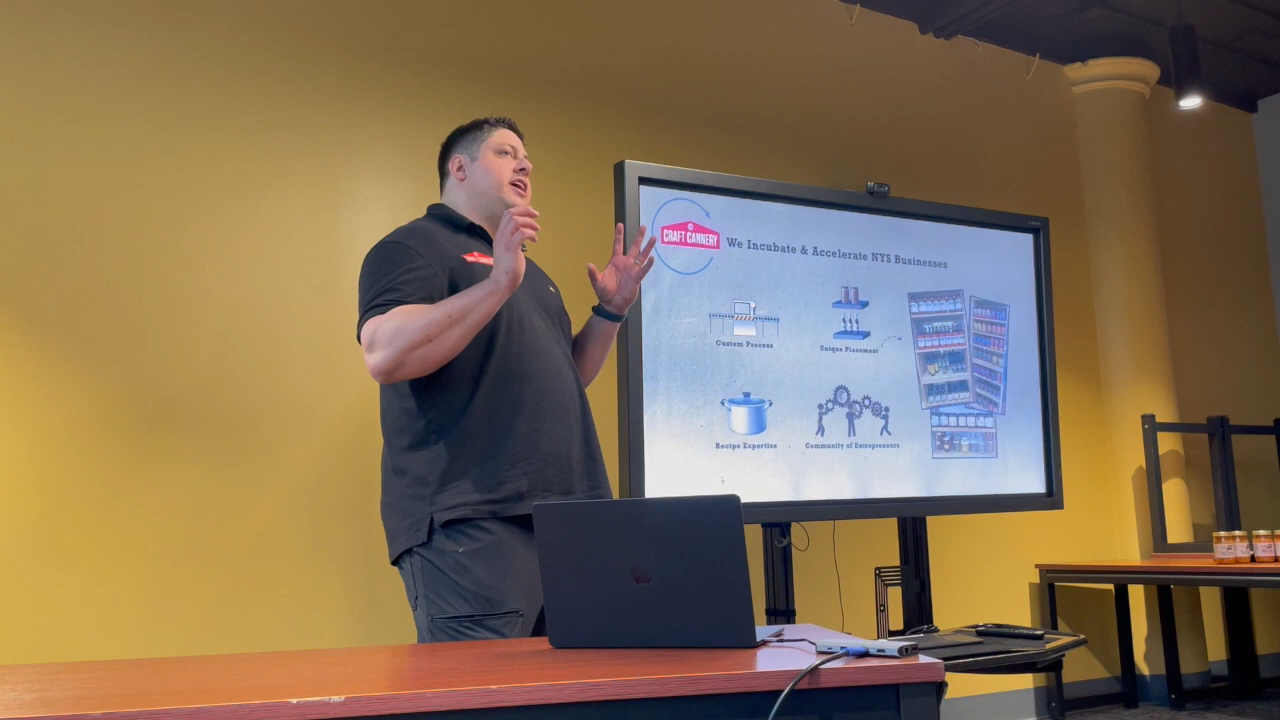 CRAFT CANNERY
We Incubate & Accelerate NYS Businesses
Custom Process
Unique Placement
Recipe Expertise
Community of Entrepreneurs